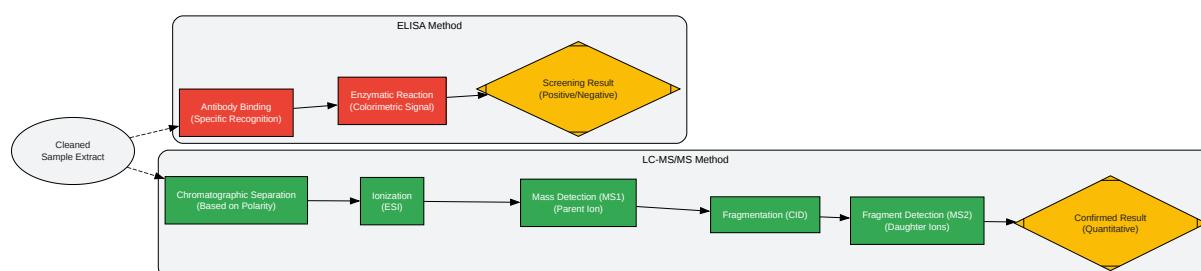 ELISA Method
Antibody Binding
(Specific Recognition)
Enzymatic Reaction
(Colorimetric Signal)
Screening Result
(Positive/Negative)
Cleaned
Sample Extract
LC-MS/MS Method
Chromatographic Separation
(Based on Polarity)
Ionization
(ESI)
Mass Detection (MS1)
(Parent Ion)
Fragmentation (CID)
Fragment Detection (MS2)
(Daughter Ions)
Confirmed Result
(Quantitative)